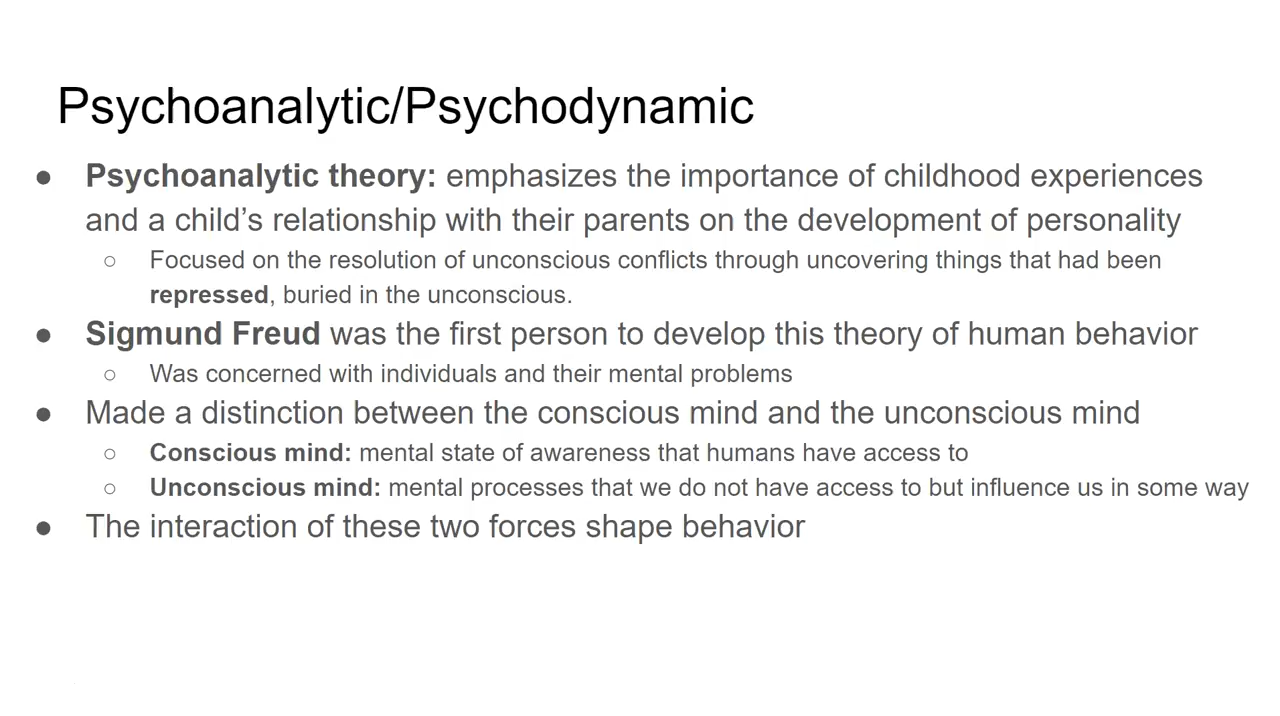 Psychoanalytic/Psychodynamic
● Psychoanalytic theory: emphasizes the importance of childhood experiences
and a child’s relationship with their parents on the development of personality
○ Focused on the resolution of unconscious conflicts through uncovering things that had been
repressed, buried in the unconscious.
● Sigmund Freud was the first person to develop this theory of human behavior
○ Was concerned with individuals and their mental problems
● Made a distinction between the conscious mind and the unconscious mind
○ Conscious mind: mental state of awareness that humans have access to
○ Unconscious mind: mental processes that we do not have access to but influence us in some way
● The interaction of these two forces shape behavior